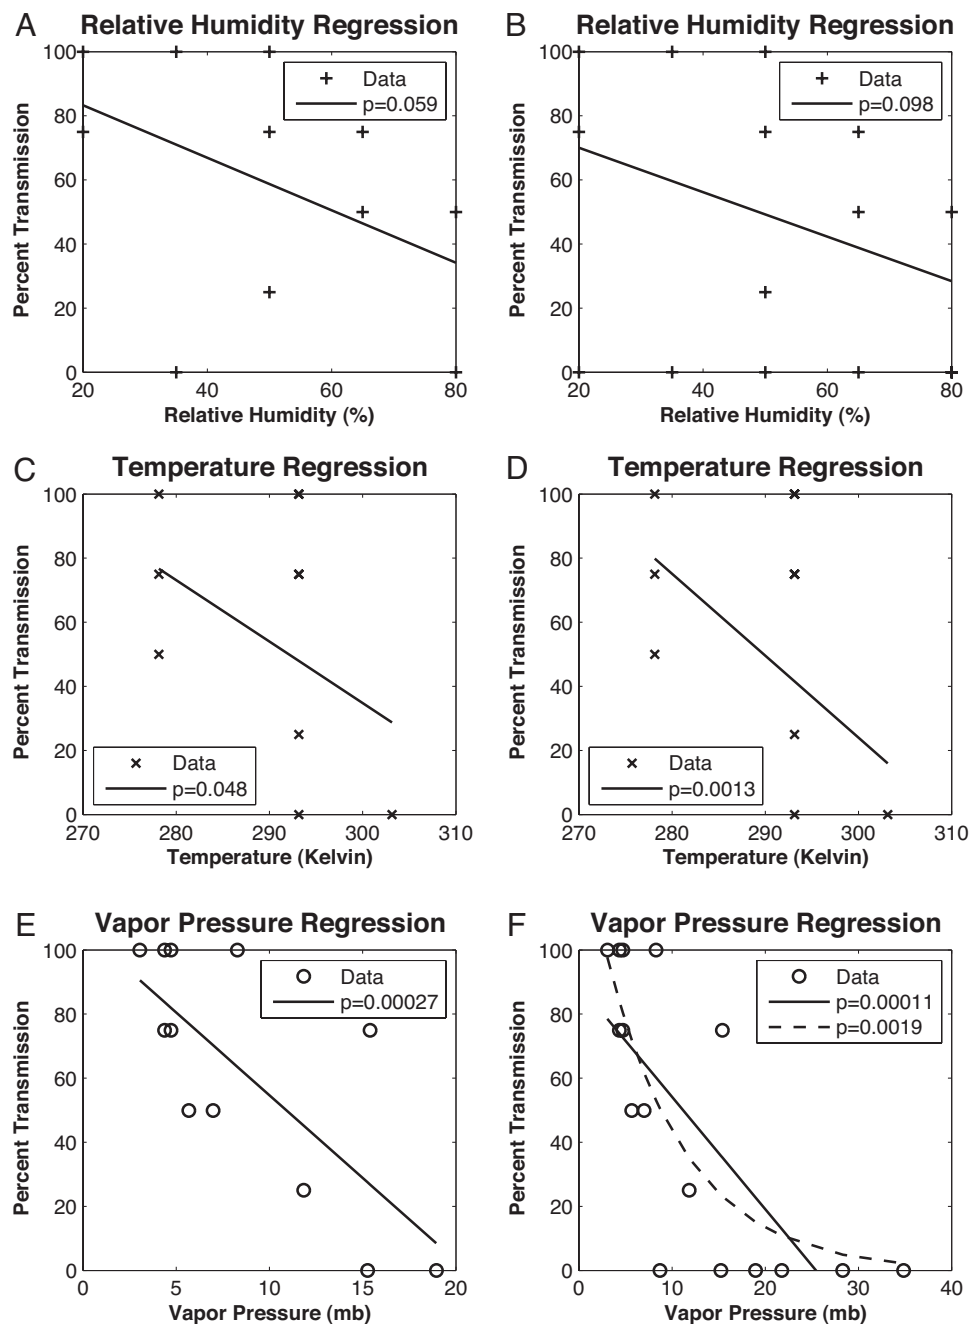 A Relative Humidity Regression
100
80
60
40
20
0
Percent Transmission
Data
p=0.059
20 40 60 80
Relative Humidity (%)
B Relative Humidity Regression
100
80
60
40
20
0
Percent Transmission
Data
p=0.098
20 40 60 80
Relative Humidity (%)
C Temperature Regression
100
80
60
40
20
0
Percent Transmission
Data
p=0.048
270 280 290 300 310
Temperature (Kelvin)
D Temperature Regression
100
80
60
40
20
0
Percent Transmission
Data
p=0.0013
270 280 290 300 310
Temperature (Kelvin)
E Vapor Pressure Regression
100
80
60
40
20
0
Percent Transmission
Data
p=0.00027
0 5 10 15 20
Vapor Pressure (mb)
F Vapor Pressure Regression
100
80
60
40
20
0
Percent Transmission
Data
p=0.00011
p=0.0019
0 10 20 30 40
Vapor Pressure (mb)